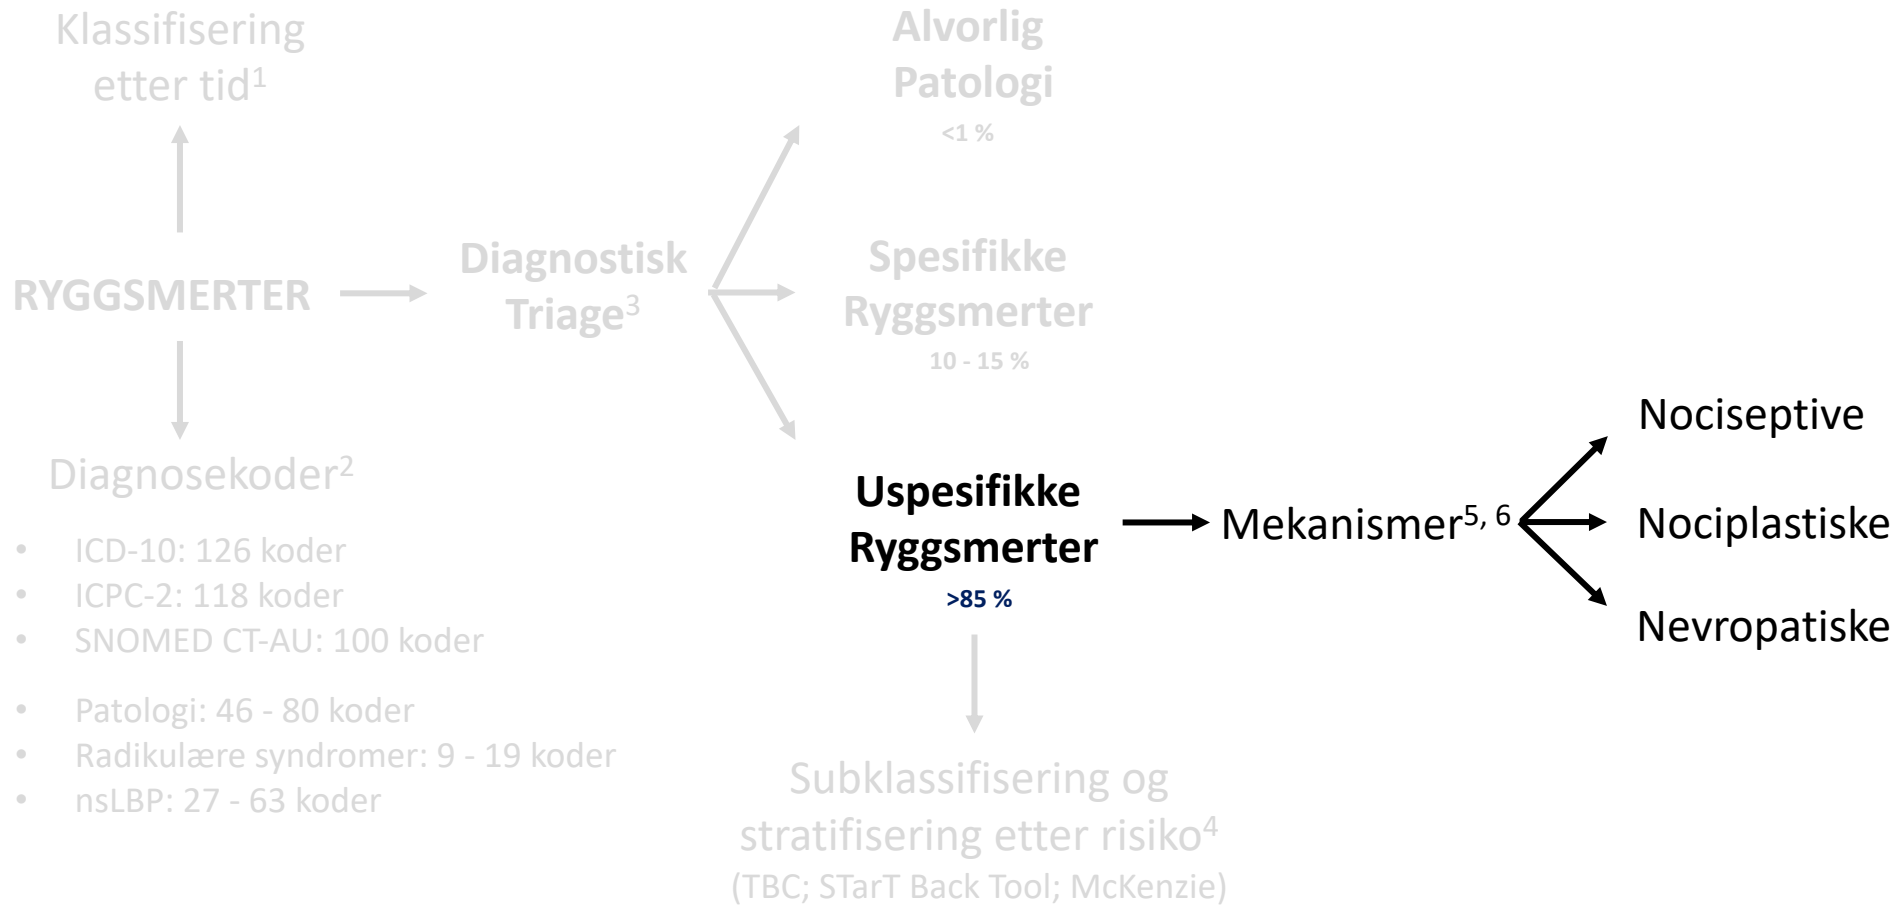 Klassifisering
etter tid1
RYGGSMERTER
Diagnosekoder2
• ICD-10: 126 koder
• ICPC-2: 118 koder
• SNOMED CT-AU: 100 koder
• Patologi: 46 - 80 koder
• Radikulære syndromer: 9 - 19 koder
• nsLBP: 27 - 63 koder
Diagnostisk
Triage3
Alvorlig
Patologi
<1 %
Spesifikke
Ryggsmerter
10 - 15 %
Uspesifikke
Ryggsmerter
>85 %
Subklassifisering og
stratifisering etter risiko4
(TBC; STarT Back Tool; McKenzie)
Mekanismer5, 6
Nociseptive
Nociplastiske
Nevropatiske